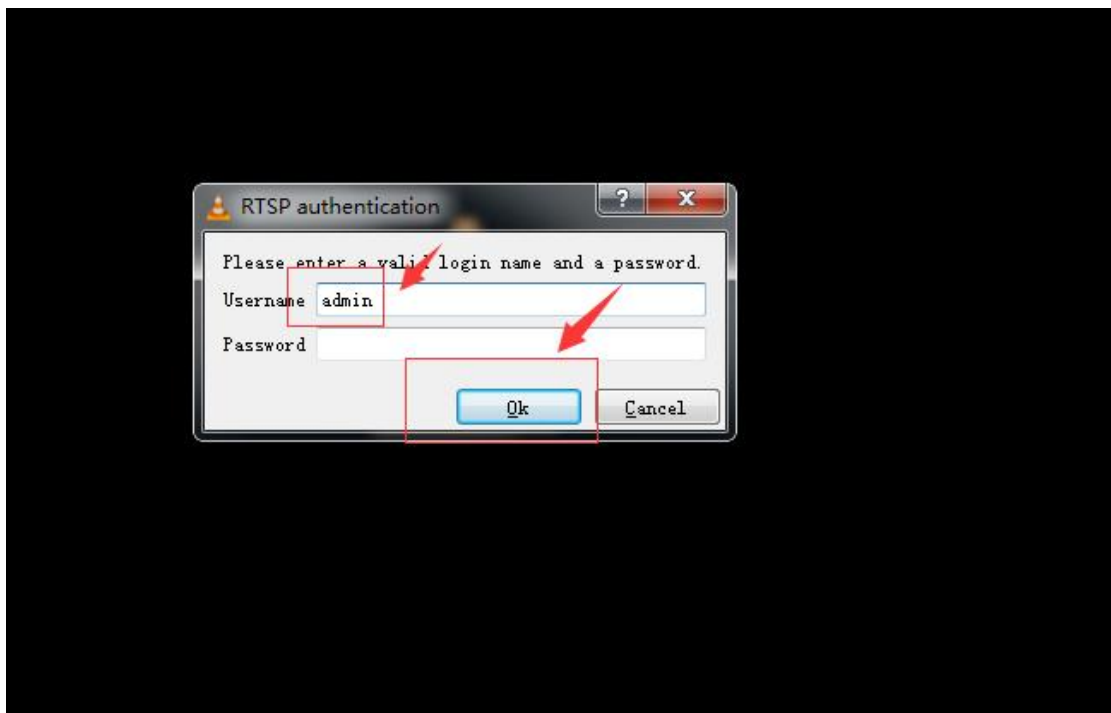 RTSP authentication
Please enter a valid login name and a password.
Username admin
Password
Ok Cancel